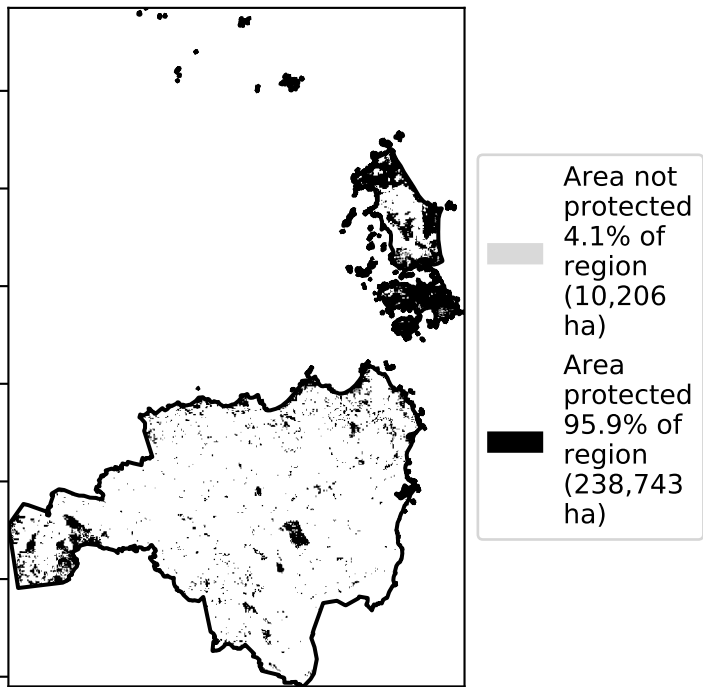 Area not
protected
4.1% of
region
(10,206
ha)
Area
protected
95.9% of
region
(238,743
ha)